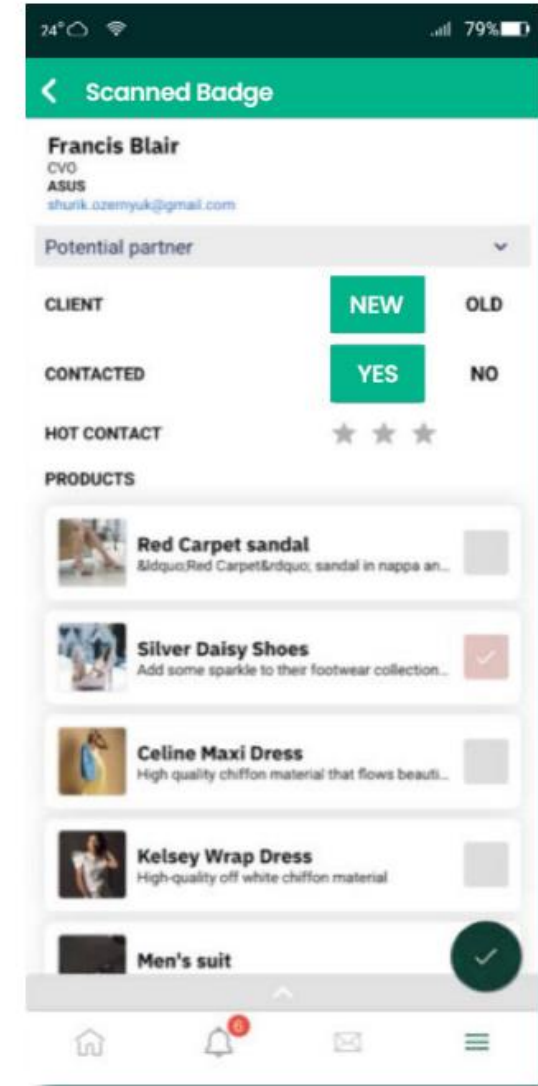 24°
79%
Scanned Badge
Francis Blair
CVO
ASUS
shurik.ozernyuk@gmail.com
Potential partner
CLIENT NEW OLD
CONTACTED YES NO
HOT CONTACT
PRODUCTS
Red Carpet sandal
&ldquo;Red Carpet&rdquo; sandal in nappa an...
Silver Daisy Shoes
Add some sparkle to their footwear collection...
Celine Maxi Dress
High quality chiffon material that flows beauti...
Kelsey Wrap Dress
High-quality off white chiffon material
Men's suit
6